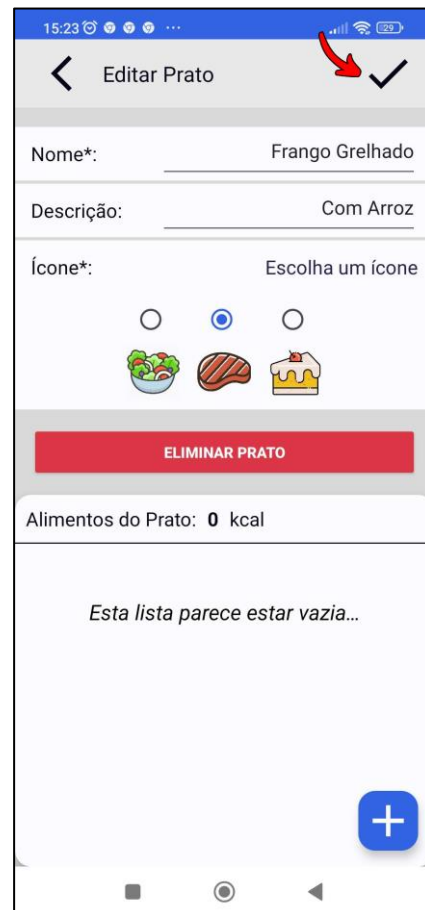 15:23 ... 29
Editar Prato
Nome*: Frango Grelhado
Descrição: Com Arroz
Ícone*: Escolha um ícone
ELIMINAR PRATO
Alimentos do Prato: 0 kcal
Esta lista parece estar vazia...